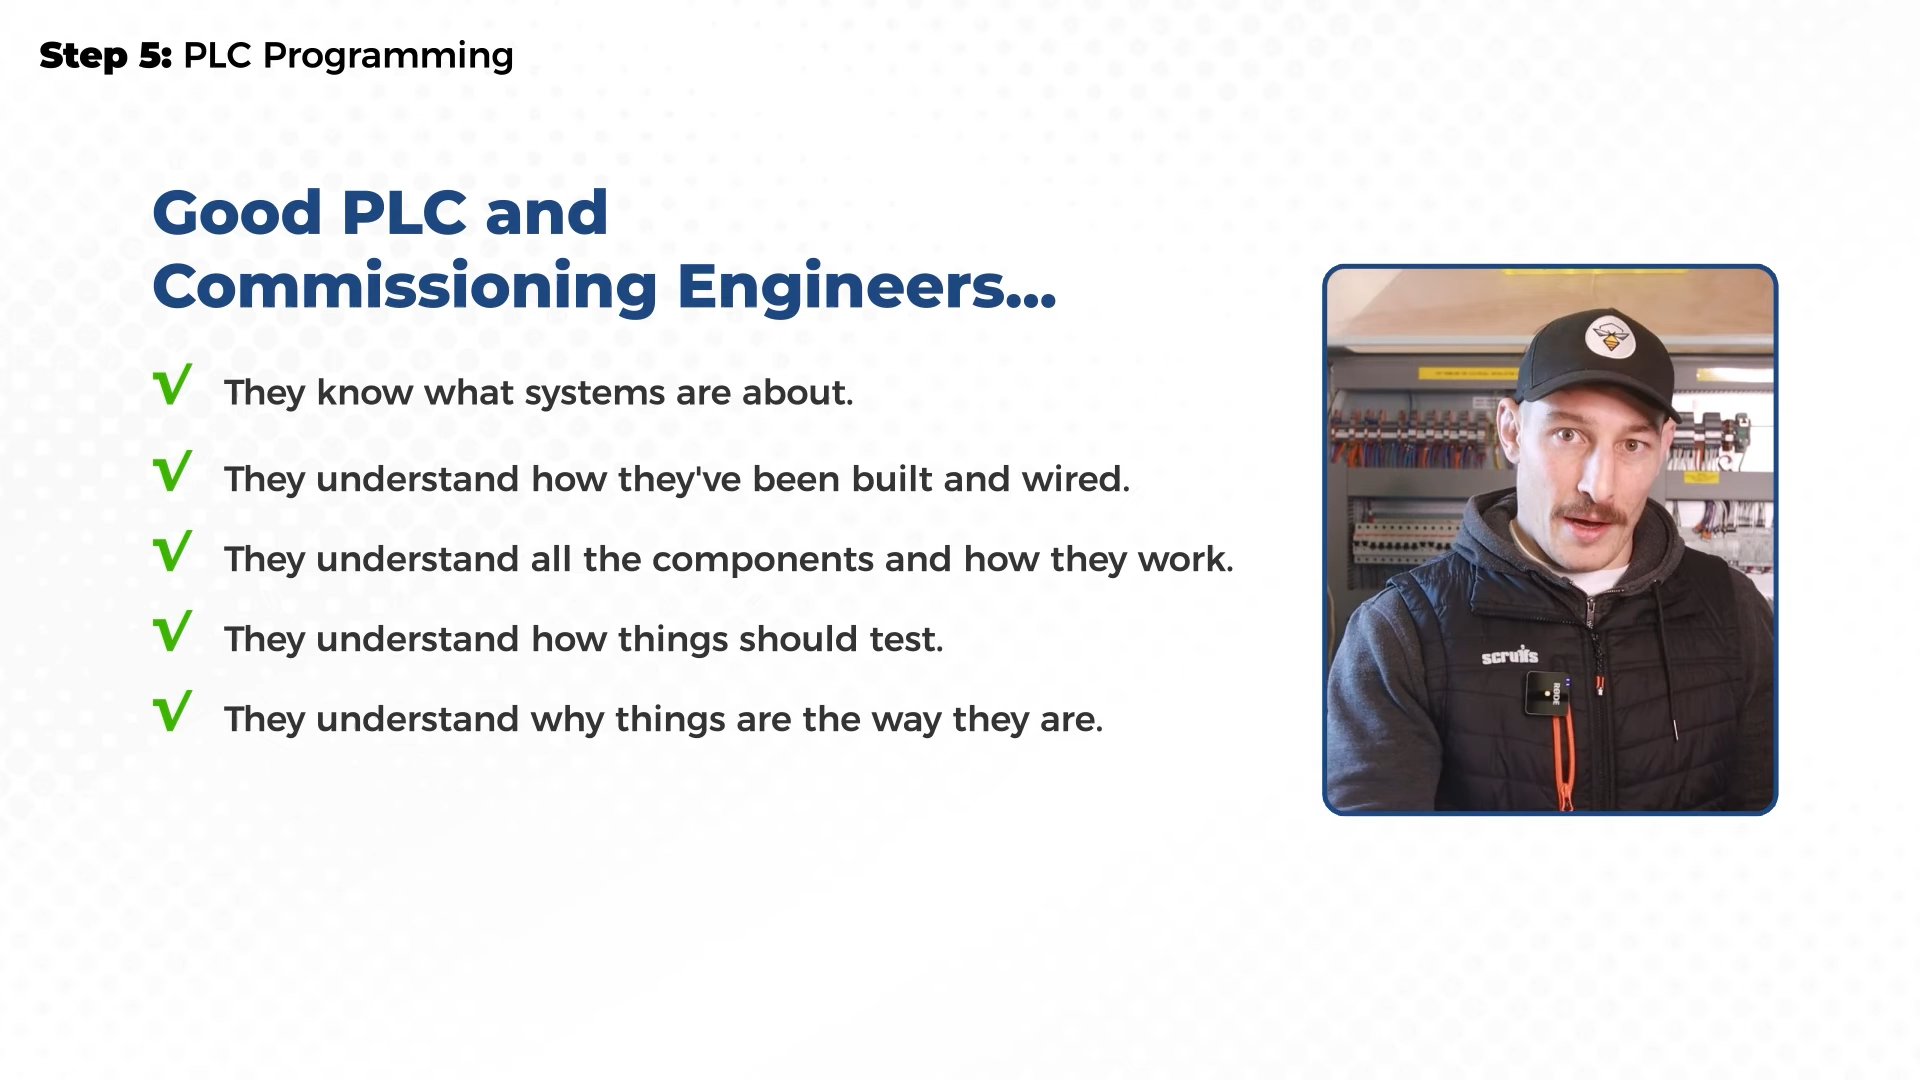 Step 5: PLC Programming
Good PLC and
Commissioning Engineers...
√ They know what systems are about.
√ They understand how they've been built and wired.
√ They understand all the components and how they work.
√ They understand how things should test.
√ They understand why things are the way they are.
scruffs
RØDE